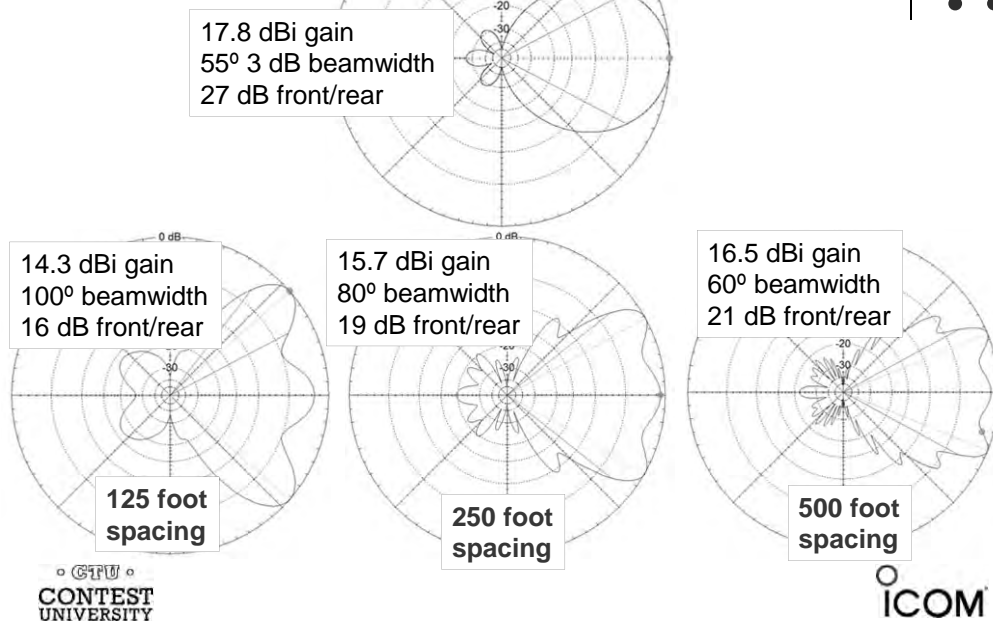 -20
-30
17.8 dBi gain
55º 3 dB beamwidth
27 dB front/rear
0 dB
14.3 dBi gain
100º beamwidth
16 dB front/rear
-30
125 foot
spacing
0 dB
15.7 dBi gain
80º beamwidth
19 dB front/rear
-20
-30
250 foot
spacing
16.5 dBi gain
60º beamwidth
21 dB front/rear
-20
-30
500 foot
spacing
CTU
CONTEST
UNIVERSITY
ICOM